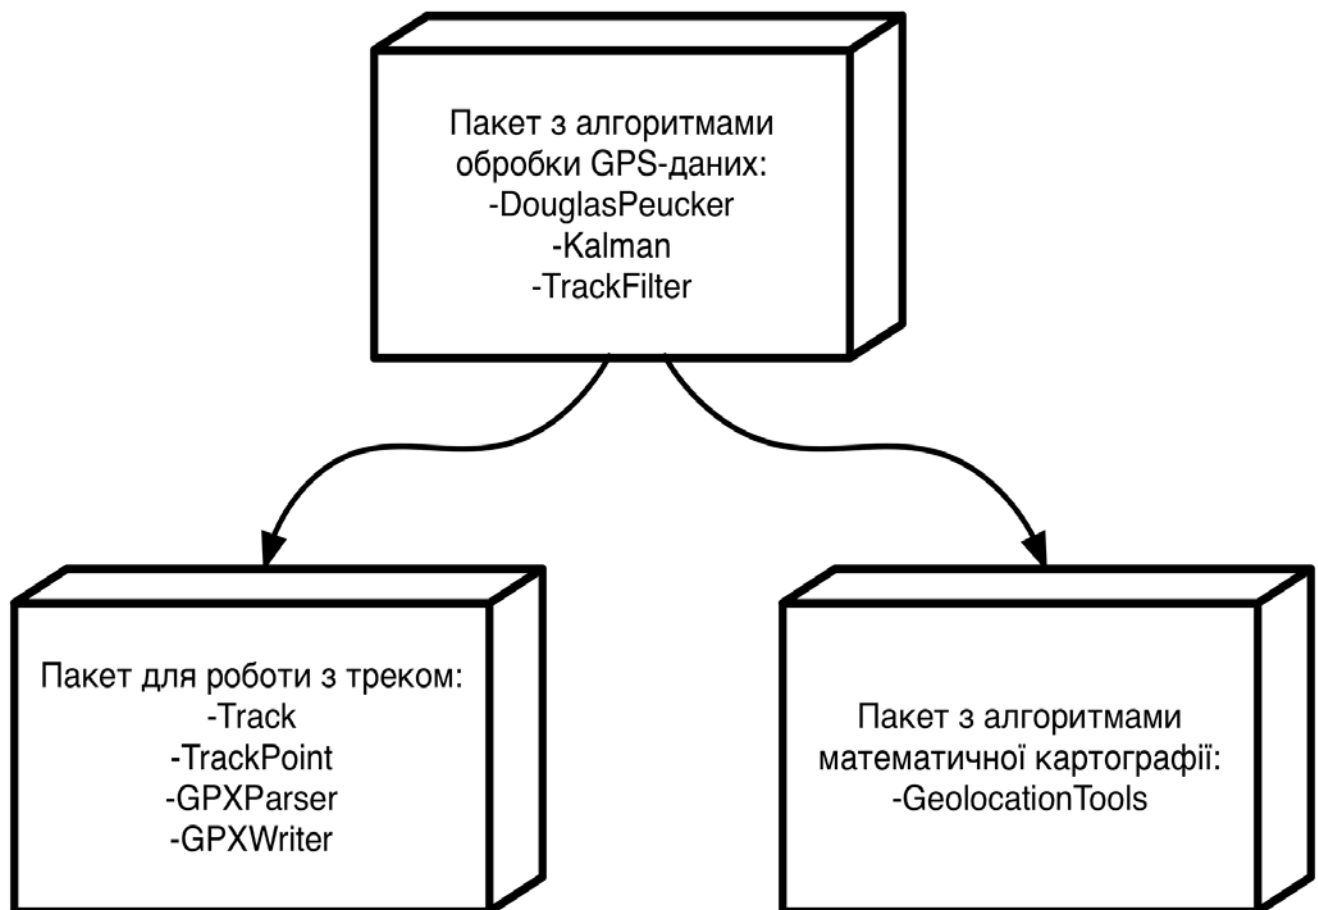 Пакет з алгоритмами
обробки GPS-даних:
-DouglasPeucker
-Kalman
-TrackFilter
Пакет для роботи з треком:
-Track
-TrackPoint
-GPXParser
-GPXWriter
Пакет з алгоритмами
математичної картографії:
-GeolocationTools